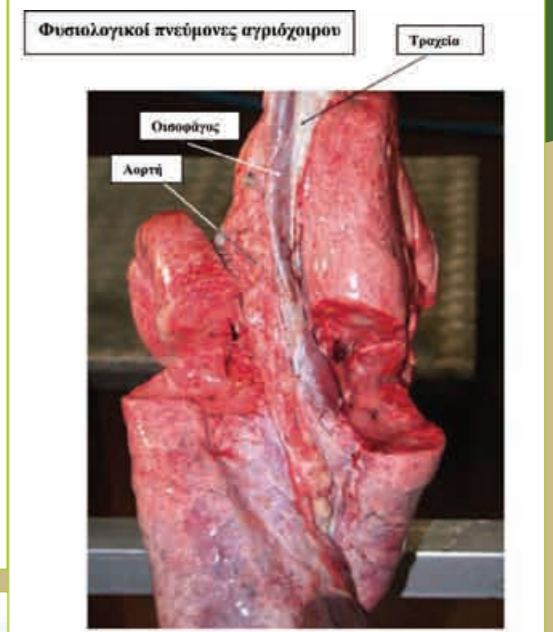 Φυσιολογικοί πνεύμονες αγριόχοιρου
Τραχεία
Οισοφάγος
Αορτή